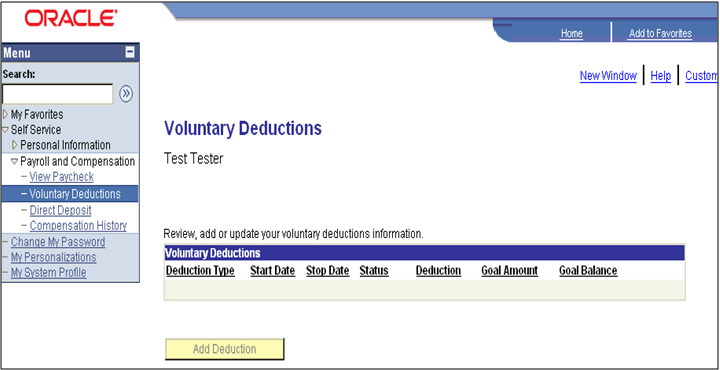 ORACLE'
Home Add to Favorites
Menu
Search:
New Window Help Custom
My Favorites
Self Service
Personal Information
Payroll and Compensation
– View Paycheck
– Voluntary Deductions
– Direct Deposit
– Compensation History
– Change My Password
– My Personalizations
– My System Profile
Voluntary Deductions
Test Tester
Review, add or update your voluntary deductions information.
Voluntary Deductions
Deduction Type Start Date Stop Date Status Deduction Goal Amount Goal Balance
Add Deduction